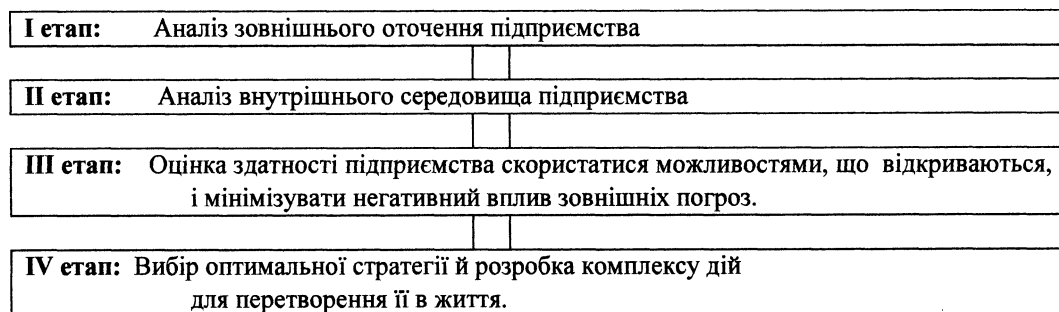 I етап: Аналіз зовнішнього оточення підприємства
II етап: Аналіз внутрішнього середовища підприємства
III етап: Оцінка здатності підприємства скористатися можливостями, що відкриваються,
і мінімізувати негативний вплив зовнішніх погроз.
IV етап: Вибір оптимальної стратегії й розробка комплексу дій
для перетворення її в життя.